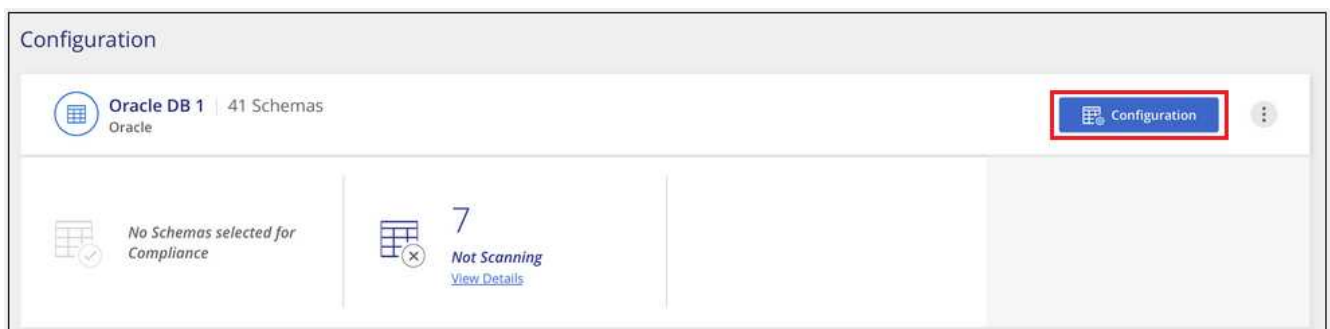 Configuration
Oracle DB 1 | 41 Schemas
Oracle
Configuration
No Schemas selected for
Compliance
7
Not Scanning
View Details